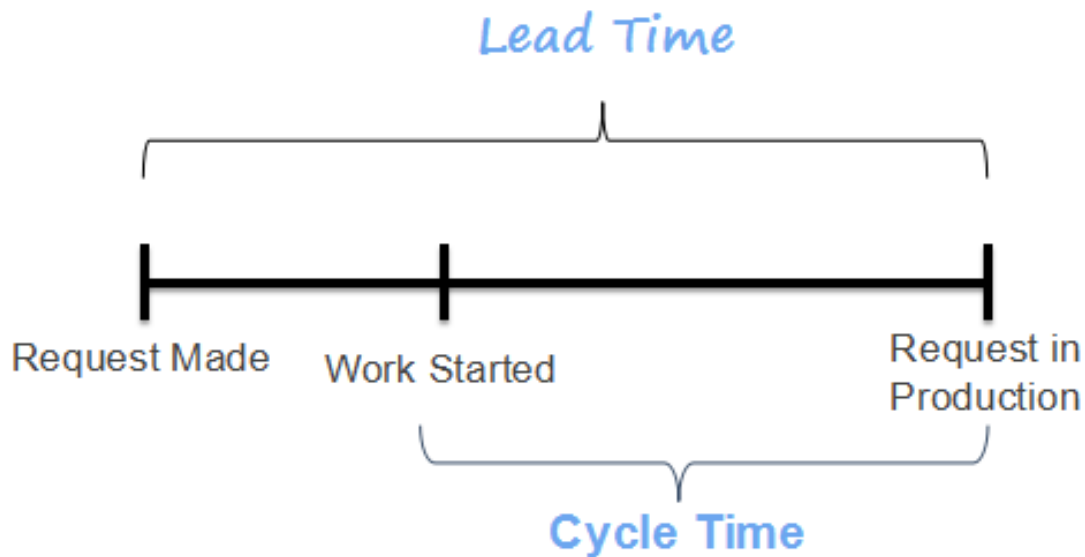 Lead Time
Request Made
Work Started
Request in
Production
Cycle Time